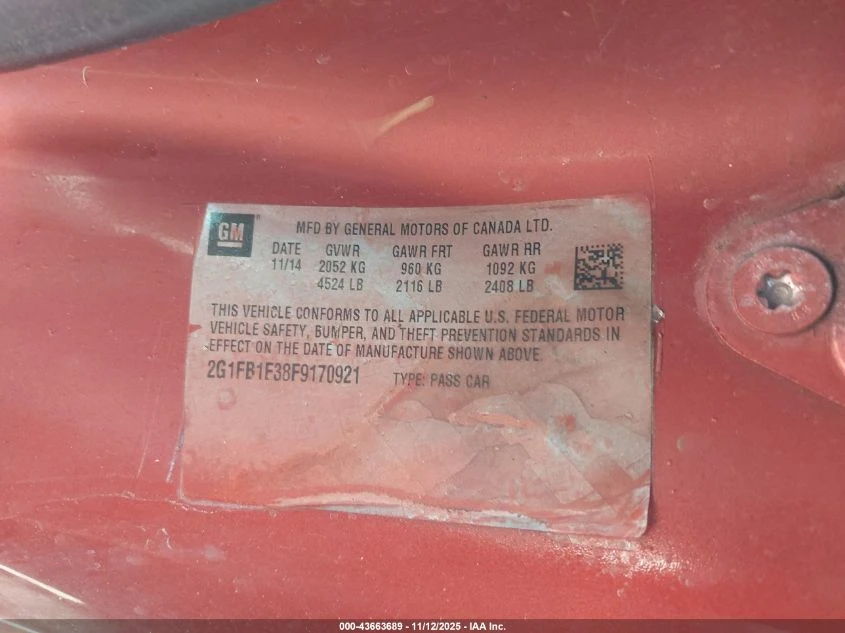 GM ®
MFD BY GENERAL MOTORS OF CANADA LTD.
DATE GVWR GAWR FRT GAWR RR
11/14 2052 KG 960 KG 1092 KG
4524 LB 2116 LB 2408 LB
THIS VEHICLE CONFORMS TO ALL APPLICABLE U.S. FEDERAL MOTOR
VEHICLE SAFETY, BUMPER, AND THEFT PREVENTION STANDARDS IN
EFFECT ON THE DATE OF MANUFACTURE SHOWN ABOVE.
2G1FB1E38F9170921 TYPE: PASS CAR
000-43663689 - 11/12/2025 - IAA Inc.